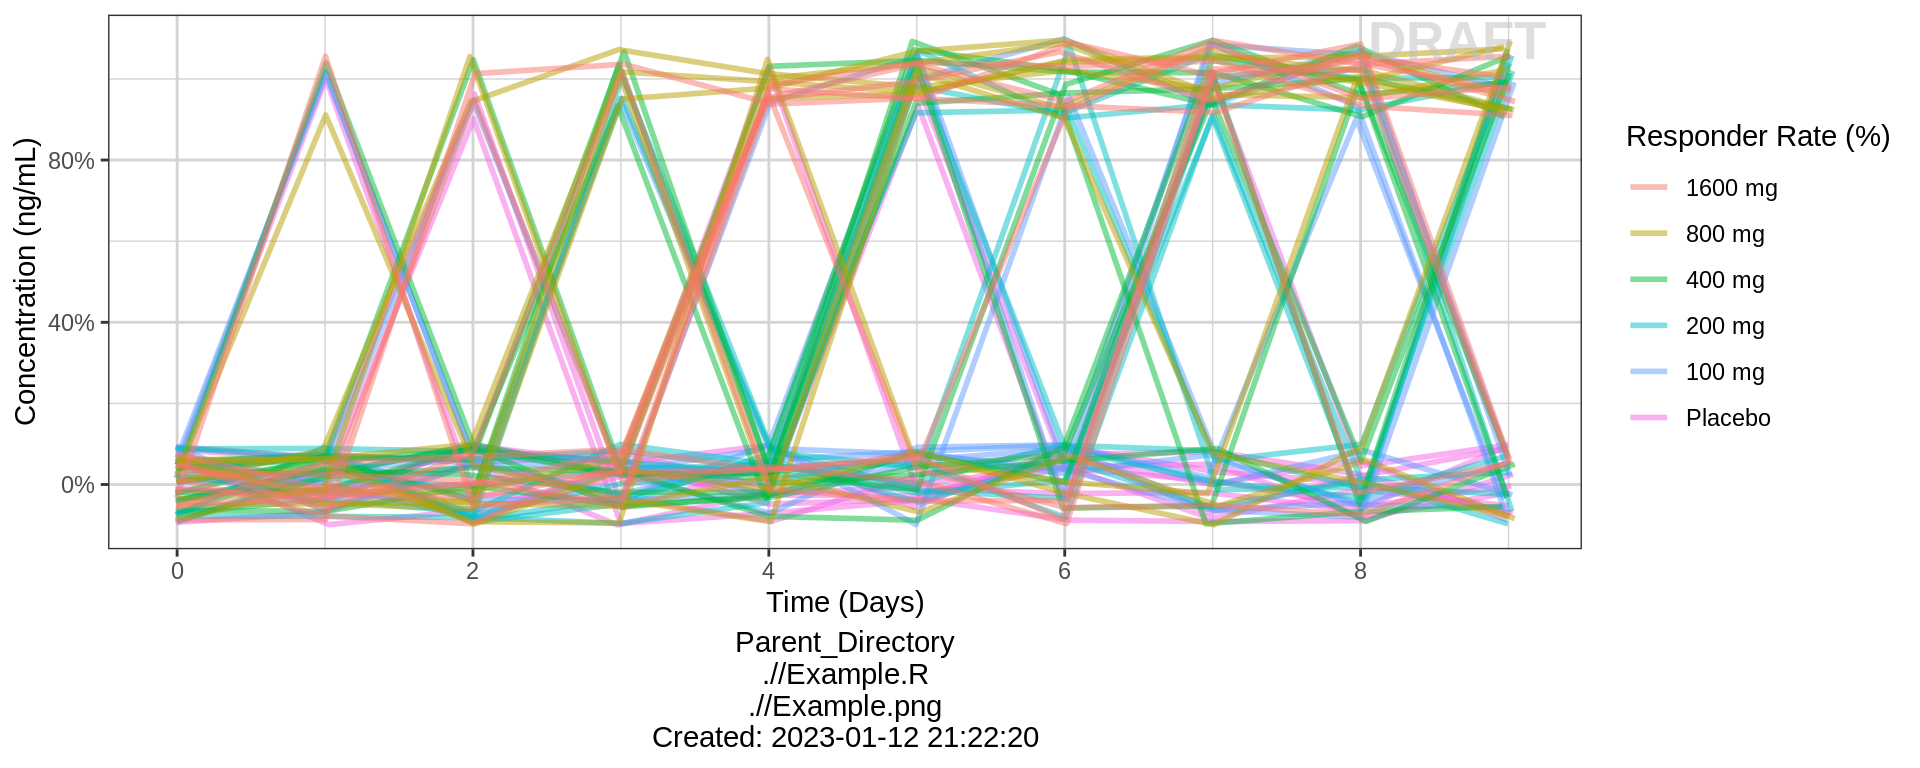 DRAFT
Responder Rate (%)
1600 mg
800 mg
400 mg
200 mg
100 mg
Placebo
Concentration (ng/mL)
80%
40%
0%
0 2 4 6 8
Time (Days)
Parent_Directory
.//Example.R
.//Example.png
Created: 2023-01-12 21:22:20